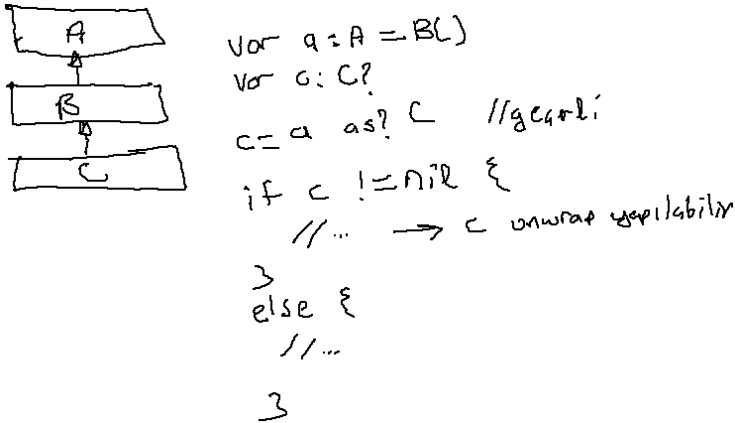 A
B
C
var a: A = B()
var c: C?
c = a as? C //geçerli
if c != nil {
//... → c unwrap yapılabilir
}
else {
//...
}